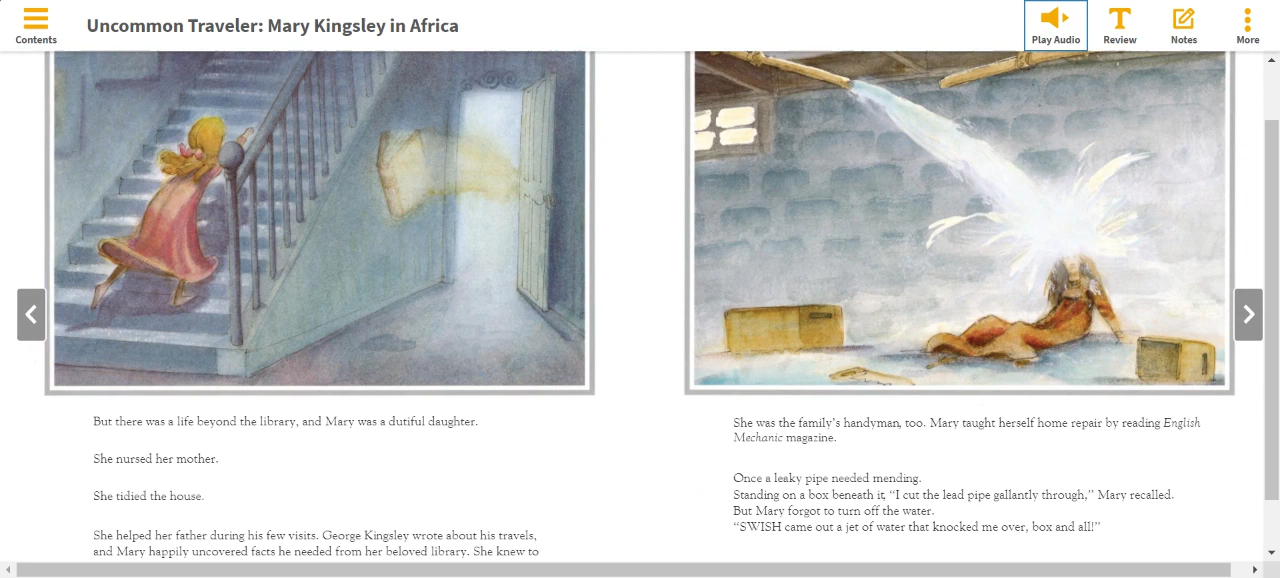 Contents
Uncommon Traveler: Mary Kingsley in Africa
Play Audio
Review
Notes
More
But there was a life beyond the library, and Mary was a dutiful daughter.
She nursed her mother.
She tidied the house.
She helped her father during his few visits. George Kingsley wrote about his travels,
and Mary happily uncovered facts he needed from her beloved library. She knew to
She was the family’s handyman, too. Mary taught herself home repair by reading English
Mechanic magazine.
Once a leaky pipe needed mending.
Standing on a box beneath it, “I cut the lead pipe gallantly through,” Mary recalled.
But Mary forgot to turn off the water.
“SWISH came out a jet of water that knocked me over, box and all!”